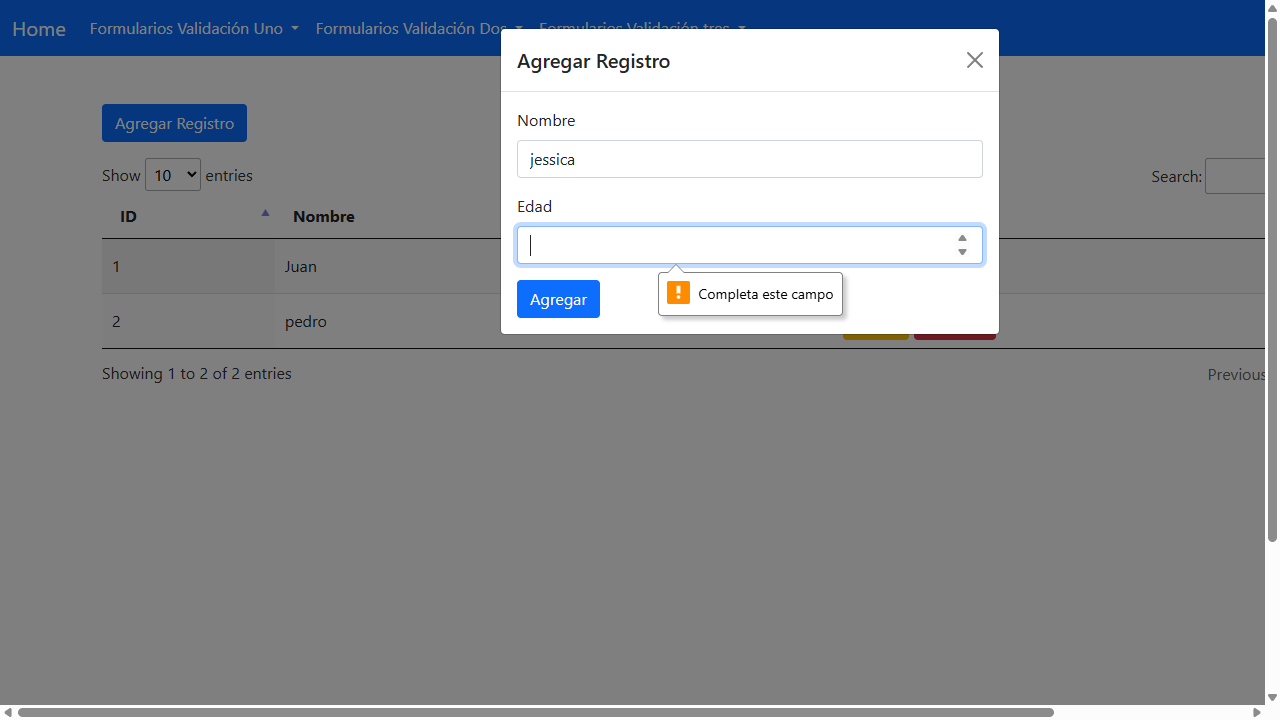 Home Formularios Validación Uno Formularios Validación Dos Formularios Validación tres
Agregar Registro
Nombre
jessica
Edad
Completa este campo
Agregar
Agregar Registro
Show 10 entries
Search:
ID Nombre
1 Juan
2 pedro
Showing 1 to 2 of 2 entries
Previous